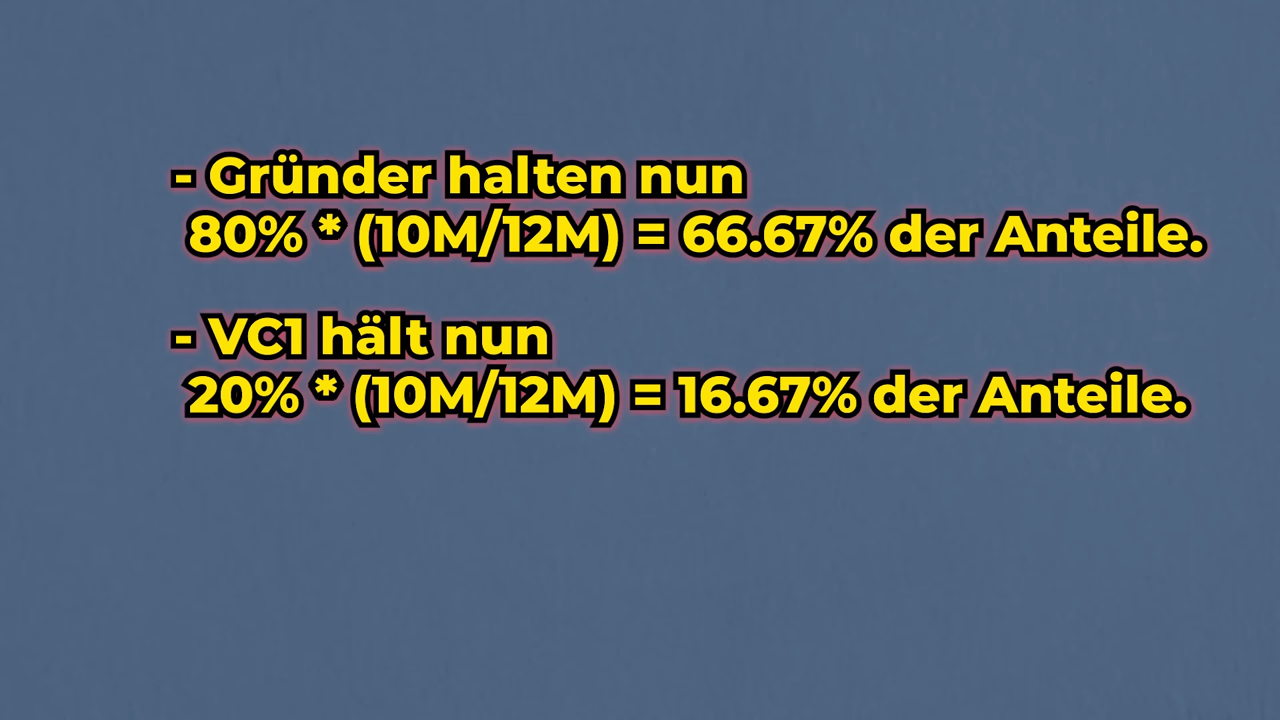 - Gründer halten nun
80% * (10M/12M) = 66.67% der Anteile.
- VC1 hält nun
20% * (10M/12M) = 16.67% der Anteile.